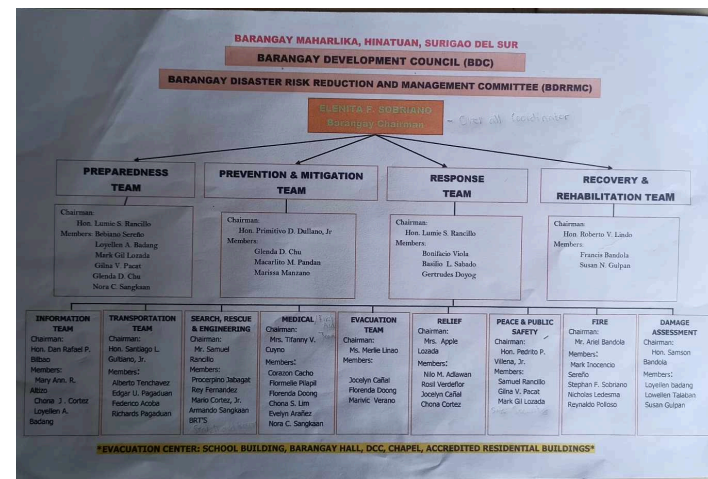 BARANGAY MAHARLIKA, HINATUAN, SURIGAO DEL SUR
BARANGAY DEVELOPMENT COUNCIL (BDC)
BARANGAY DISASTER RISK REDUCTION AND MANAGEMENT COMMITTEE (BDRRMC)
ELENITA F. SOBRIANO
Barangay Chairman
- Over all Coordinator
PREPAREDNESS
TEAM
Chairman:
Hon. Lumie S. Rancillo
Members: Bebiano Sereño
Loyellen A. Badang
Mark Gil Lozada
Gilna V. Pacat
Glenda D. Chu
Nora C. Sangkaan
PREVENTION & MITIGATION
TEAM
Chairman:
Hon. Primitivo D. Dullano, Jr
Members:
Glenda D. Chu
Macarlito M. Pandan
Marissa Manzano
RESPONSE
TEAM
Chairman:
Hon. Lumie S. Rancillo
Members:
Bonifacio Viola
Basilio L. Sabado
Gertrudes Doyog
RECOVERY &
REHABILITATION TEAM
Chairman:
Hon. Roberto V. Lindo
Members:
Francis Bandola
Susan N. Gulpan
INFORMATION
TEAM
Chairman:
Hon. Dan Rafael P.
Bilbao
Members:
Mary Ann. R.
Altizo
Chona J . Cortez
Loyellen A.
Badang
TRANSPORTATION
TEAM
Chairman:
Hon. Santiago L.
Guibano, Jr.
Members:
Alberto Tenchavez
Edgar U. Pagaduan
Federico Acoba
Richards Pagaduan
SEARCH, RESCUE
& ENGINEERING
Chairman:
Mr. Samuel
Rancillo
Members:
Procerpino Jabagat
Rey Fernandez
Mario Cortez, Jr.
Armando Sangkaan
BRT'S
MEDICAL
Chairman:
Mrs. Tifanny V.
Cuyno
Members:
Corazon Cacho
Flormelie Pilapil
Florenda Doong
Chona S. Lim
Evelyn Arañez
Nora C. Sangkaan
EVACUATION
TEAM
Chairman:
Ms. Merlie Linao
Members:
Jocelyn Cañal
Florenda Doong
Marivic Verano
RELIEF
Chairman:
Mrs. Apple
Lozada
Members:
Nilo M. Adlawan
Rosil Verdeflor
Jocelyn Cañal
Chona Cortez
PEACE & PUBLIC
SAFETY
Chairman:
Hon. Pedrito P.
Villena, Jr.
Members:
Samuel Rancillo
Gilna V. Pacat
Mark Gil Lozada
FIRE
Chairman:
Mr. Ariel Bandola
Members:
Mark Inocencio
Sereño
Stephan F. Sobriano
Nicholas Ledesma
Reynaldo Polloso
DAMAGE
ASSESSMENT
Chairman:
Hon. Samson
Bandola
Members:
Loyellen badang
Lowellen Talaban
Susan Gulpan
*EVACUATION CENTER: SCHOOL BUILDING, BARANGAY HALL, DCC, CHAPEL, ACCREDITED RESIDENTIAL BUILDINGS*